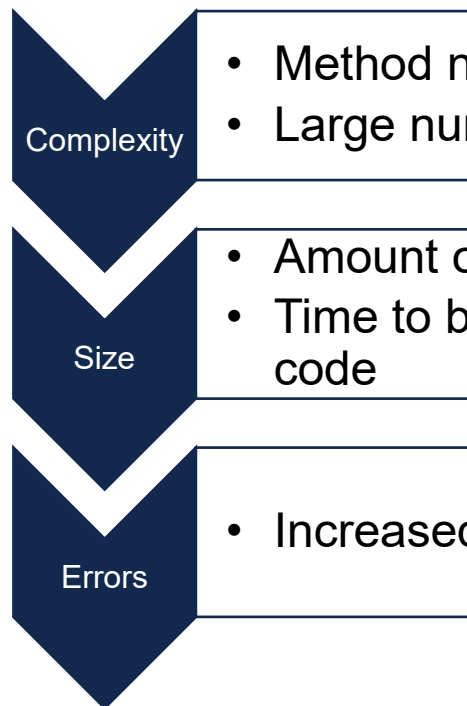 Complexity
• Method
• Large
Size
• Amount
• Time to
code
Errors
• Increased